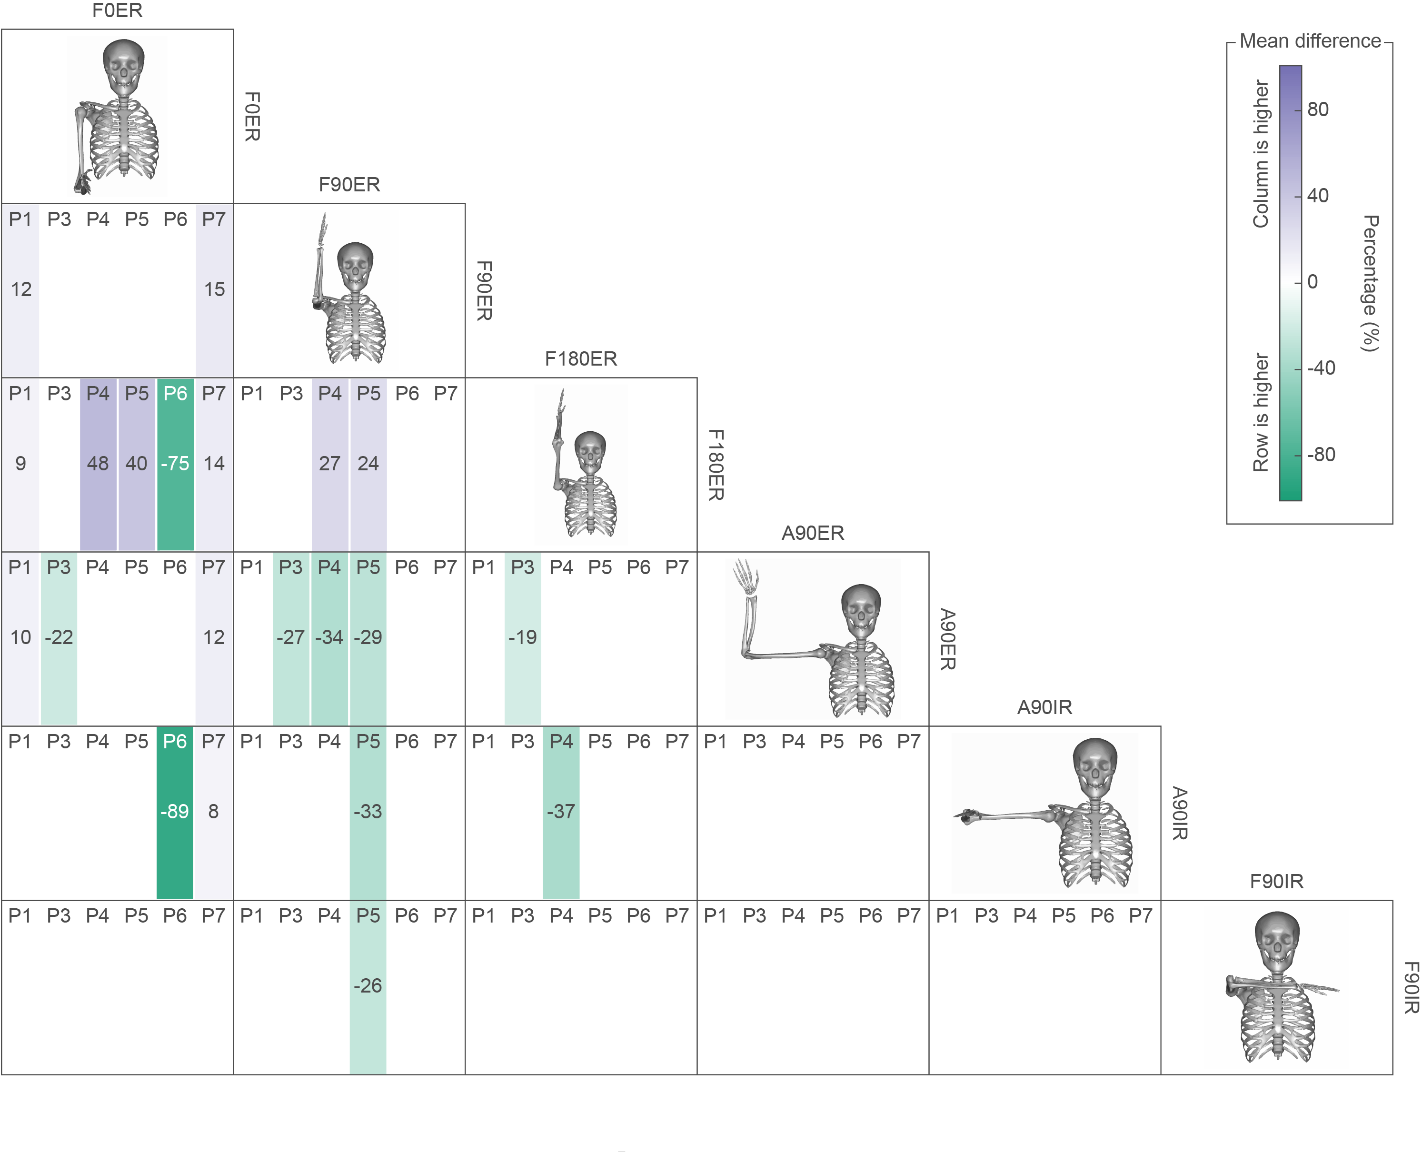 F0ER
Mean difference
F0ER
Column is higher
Row is higher
80
40
0
-40
-80
Percentage (%)
F90ER
P1 P3 P4 P5 P6 P7
12 15
F90ER
F180ER
P1 P3 P4 P5 P6 P7 P1 P3 P4 P5 P6 P7
9 48 40 -75 14 27 24
F180ER
A90ER
P1 P3 P4 P5 P6 P7 P1 P3 P4 P5 P6 P7 P1 P3 P4 P5 P6 P7
10 -22 12 -27 -34 -29 -19
A90ER
A90IR
P1 P3 P4 P5 P6 P7 P1 P3 P4 P5 P6 P7 P1 P3 P4 P5 P6 P7 P1 P3 P4 P5 P6 P7
-89 8 -33 -37
A90IR
F90IR
P1 P3 P4 P5 P6 P7 P1 P3 P4 P5 P6 P7 P1 P3 P4 P5 P6 P7 P1 P3 P4 P5 P6 P7 P1 P3 P4 P5 P6 P7
-26
F90IR